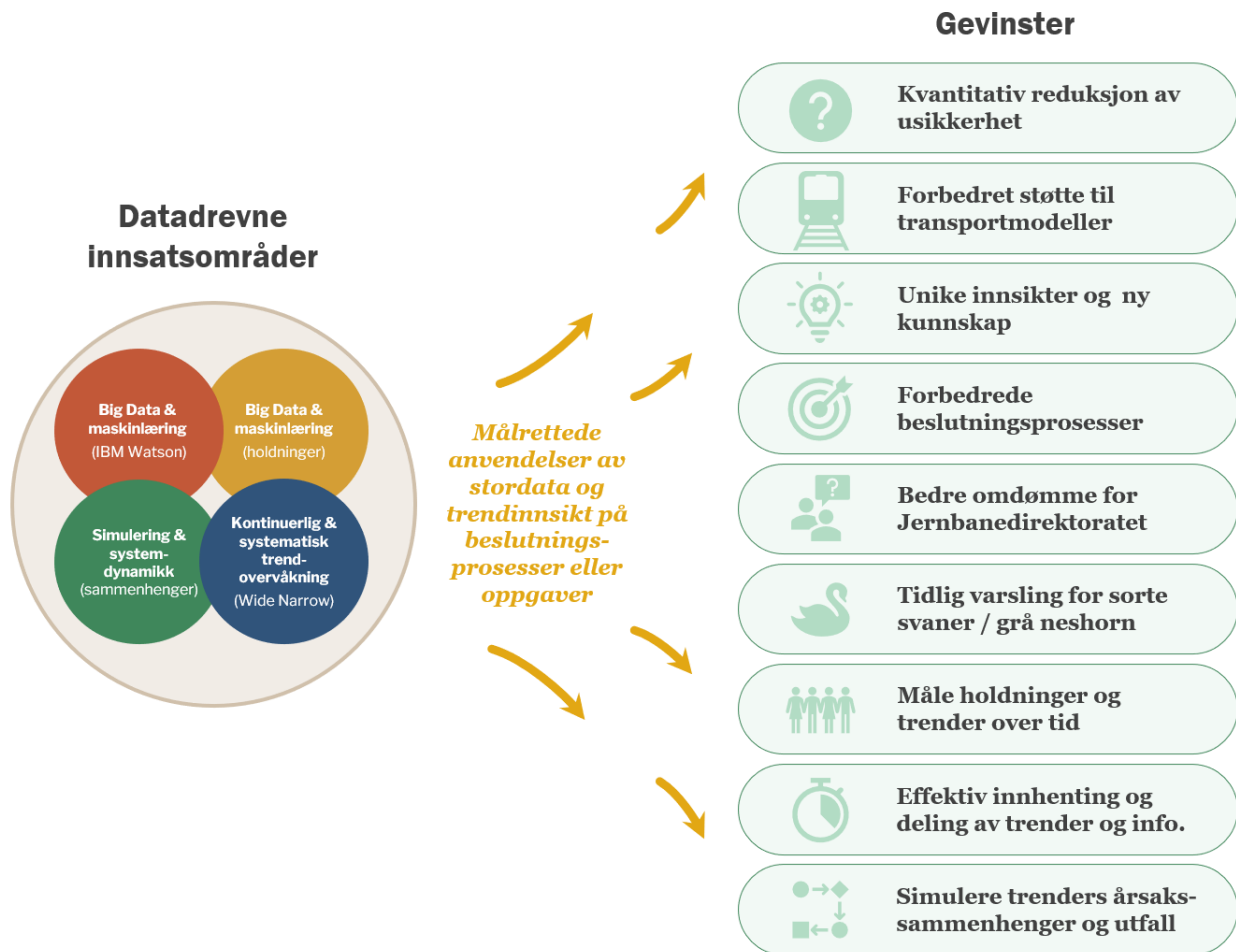 Gevinster
Datadrevne
innsatsområder
Big Data &
maskinlæring
(IBM Watson)
Big Data &
maskinlæring
(holdninger)
Simulering &
system-
dynamikk
(sammenhenger)
Kontinuerlig &
systematisk
trend-
overvåkning
(Wide Narrow)
Målrettede
anvendelser av
stordata og
trendinnsikt på
beslutnings-
prosesser eller
oppgaver
?
Kvantitativ reduksjon av
usikkerhet
Forbedret støtte til
transportmodeller
Unike innsikter og ny
kunnskap
Forbedrede
beslutningsprosesser
?
Bedre omdømme for
Jernbanedirektoratet
Tidlig varsling for sorte
svaner / grå neshorn
Måle holdninger og
trender over tid
Effektiv innhenting og
deling av trender og info.
Simulere trenders årsaks-
sammenhenger og utfall